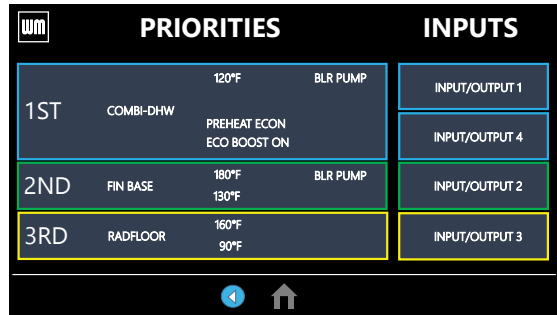 wm PRIORITIES INPUTS
120°F BLR PUMP INPUT/OUTPUT 1
1ST COMBI-DHW
PREHEAT ECON
ECO BOOST ON INPUT/OUTPUT 4
180°F BLR PUMP
2ND FIN BASE INPUT/OUTPUT 2
130°F
160°F
3RD RADFLOOR INPUT/OUTPUT 3
90°F